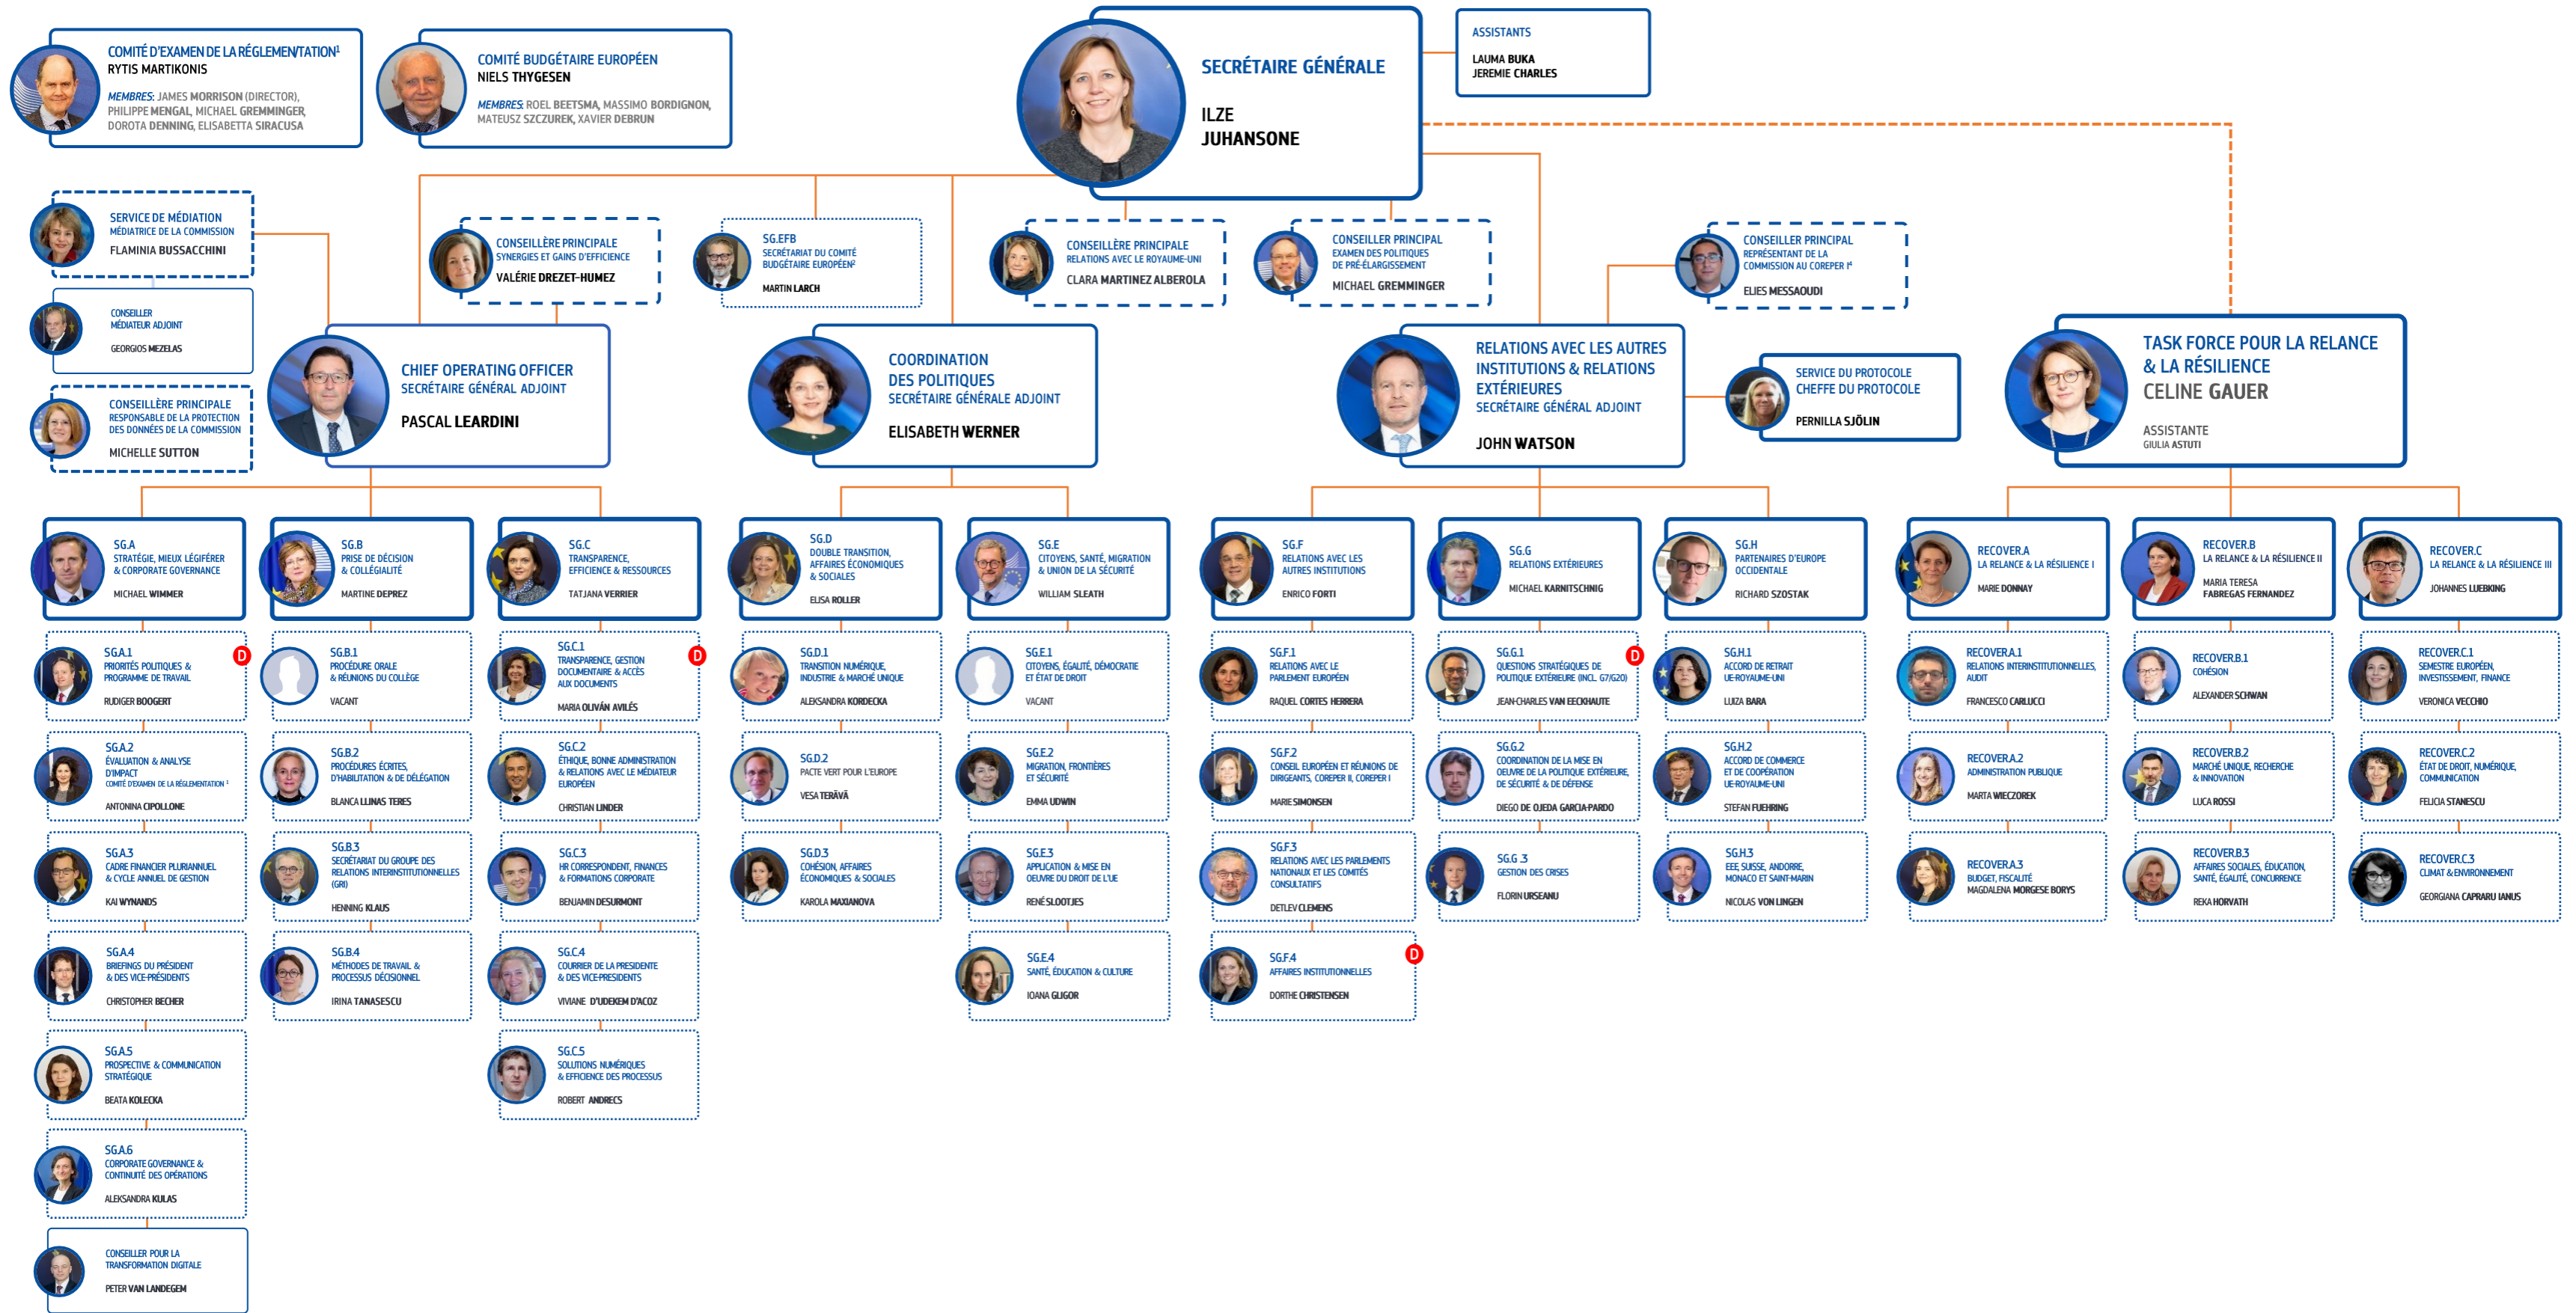 COMITÉ D'EXAMEN DE LA RÉGLEMENTATION¹
RYTIS MARTIKONIS
MEMBRES: JAMES MORRISON (DIRECTOR),
PHILIPPE MENGAL, MICHAEL GREMMINGER,
DOROTA DENNING, ELISABETTA SIRACUSA
COMITÉ BUDGÉTAIRE EUROPÉEN
NIELS THYGESEN
MEMBRES: ROEL BEETSMA, MASSIMO BORDIGNON,
MATEUSZ SZCZUREK, XAVIER DEBRUN
SECRÉTAIRE GÉNÉRALE
ILZE
JUHANSONE
ASSISTANTS
LAUMA BUKA
JEREMIE CHARLES
SERVICE DE MÉDIATION
MÉDIATRICE DE LA COMMISSION
FLAMINIA BUSSACCHINI
CONSEILLER
MÉDIATEUR ADJOINT
GEORGIOS MEZELAS
CONSEILLÈRE PRINCIPALE
RESPONSABLE DE LA PROTECTION
DES DONNÉES DE LA COMMISSION
MICHELLE SUTTON
CONSEILLÈRE PRINCIPALE
SYNERGIES ET GAINS D'EFFICIENCE
VALÉRIE DREZET-HUMEZ
SG.EFB
SECRÉTARIAT DU COMITÉ
BUDGÉTAIRE EUROPÉEN²
MARTIN LARCH
CONSEILLÈRE PRINCIPALE
RELATIONS AVEC LE ROYAUME-UNI
CLARA MARTINEZ ALBEROLA
CONSEILLER PRINCIPAL
EXAMEN DES POLITIQUES
DE PRÉ-ÉLARGISSEMENT
MICHAEL GREMMINGER
CONSEILLER PRINCIPAL
REPRÉSENTANT DE LA
COMMISSION AU COREPER I⁴
ELIES MESSAOUDI
CHIEF OPERATING OFFICER
SECRÉTAIRE GÉNÉRAL ADJOINT
PASCAL LEARDINI
COORDINATION
DES POLITIQUES
SECRÉTAIRE GÉNÉRALE ADJOINT
ELISABETH WERNER
RELATIONS AVEC LES AUTRES
INSTITUTIONS & RELATIONS
EXTÉRIEURES
SECRÉTAIRE GÉNÉRAL ADJOINT
JOHN WATSON
SERVICE DU PROTOCOLE
CHEFFE DU PROTOCOLE
PERNILLA SJÖLIN
TASK FORCE POUR LA RELANCE
& LA RÉSILIENCE
CELINE GAUER
ASSISTANTE
GIULIA ASTUTI
SG.A
STRATÉGIE, MIEUX LÉGIFÉRER
& CORPORATE GOVERNANCE
MICHAEL WIMMER
SG.B
PRISE DE DÉCISION
& COLLÉGIALITÉ
MARTINE DEPREZ
SG.C
TRANSPARENCE,
EFFICIENCE & RESSOURCES
TATJANA VERRIER
SG.D
DOUBLE TRANSITION,
AFFAIRES ÉCONOMIQUES
& SOCIALES
ELISA ROLLER
SG.E
CITOYENS, SANTÉ, MIGRATION
& UNION DE LA SÉCURITÉ
WILLIAM SLEATH
SG.F
RELATIONS AVEC LES
AUTRES INSTITUTIONS
ENRICO FORTI
SG.G
RELATIONS EXTÉRIEURES
MICHAEL KARNITSCHNIG
SG.H
PARTENAIRES D'EUROPE
OCCIDENTALE
RICHARD SZOSTAK
RECOVER.A
LA RELANCE & LA RÉSILIENCE I
MARIE DONNAY
RECOVER.B
LA RELANCE & LA RÉSILIENCE II
MARIA TERESA
FABREGAS FERNANDEZ
RECOVER.C
LA RELANCE & LA RÉSILIENCE III
JOHANNES LUEBKING
SG.A.1
PRIORITÉS POLITIQUES &
PROGRAMME DE TRAVAIL
RUDIGER BOOGERT
D
SG.B.1
PROCÉDURE ORALE
& RÉUNIONS DU COLLÈGE
VACANT
SG.C.1
TRANSPARENCE, GESTION
DOCUMENTAIRE & ACCÈS
AUX DOCUMENTS
MARIA OLIVÁN AVILÉS
D
SG.D.1
TRANSITION NUMÉRIQUE,
INDUSTRIE & MARCHÉ UNIQUE
ALEKSANDRA KORDECKA
SG.E.1
CITOYENS, ÉGALITÉ, DÉMOCRATIE
ET ÉTAT DE DROIT
VACANT
SG.F.1
RELATIONS AVEC LE
PARLEMENT EUROPÉEN
RAQUEL CORTES HERRERA
SG.G.1
QUESTIONS STRATÉGIQUES DE
POLITIQUE EXTÉRIEURE (INCL. G7/G20)
JEAN-CHARLES VAN EECKHAUTE
D
SG.H.1
ACCORD DE RETRAIT
UE-ROYAUME-UNI
LUIZA BARA
RECOVER.A.1
RELATIONS INTERINSTITUTIONNELLES,
AUDIT
FRANCESCO CARLUCCI
RECOVER.B.1
COHÉSION
ALEXANDER SCHWAN
RECOVER.C.1
SEMESTRE EUROPÉEN,
INVESTISSEMENT, FINANCE
VERONICA VECCHIO
SG.A.2
ÉVALUATION & ANALYSE
D'IMPACT
COMITÉ D'EXAMEN DE LA RÉGLEMENTATION ¹
ANTONINA CIPOLLONE
SG.B.2
PROCÉDURES ÉCRITES,
D'HABILITATION & DE DÉLÉGATION
BLANCA LLINAS TERES
SG.C.2
ÉTHIQUE, BONNE ADMINISTRATION
& RELATIONS AVEC LE MÉDIATEUR
EUROPÉEN
CHRISTIAN LINDER
SG.D.2
PACTE VERT POUR L'EUROPE
VESA TERÄVÄ
SG.E.2
MIGRATION, FRONTIÈRES
ET SÉCURITÉ
EMMA UDWIN
SG.F.2
CONSEIL EUROPÉEN ET RÉUNIONS DE
DIRIGEANTS, COREPER II, COREPER I
MARIE SIMONSEN
SG.G.2
COORDINATION DE LA MISE EN
OEUVRE DE LA POLITIQUE EXTÉRIEURE,
DE SÉCURITÉ & DE DÉFENSE
DIEGO DE OJEDA GARCIA-PARDO
SG.H.2
ACCORD DE COMMERCE
ET DE COOPÉRATION
UE-ROYAUME-UNI
STEFAN FUEHRING
RECOVER.A.2
ADMINISTRATION PUBLIQUE
MARTA WIECZOREK
RECOVER.B.2
MARCHÉ UNIQUE, RECHERCHE
& INNOVATION
LUCA ROSSI
RECOVER.C.2
ÉTAT DE DROIT, NUMÉRIQUE,
COMMUNICATION
FELICIA STANESCU
SG.A.3
CADRE FINANCIER PLURIANNUEL
& CYCLE ANNUEL DE GESTION
KAI WYNANDS
SG.B.3
SECRÉTARIAT DU GROUPE DES
RELATIONS INTERINSTITUTIONNELLES
(GRI)
HENNING KLAUS
SG.C.3
HR CORRESPONDENT, FINANCES
& FORMATIONS CORPORATE
BENJAMIN DESURMONT
SG.D.3
COHÉSION, AFFAIRES
ÉCONOMIQUES & SOCIALES
KAROLA MAXIANOVA
SG.E.3
APPLICATION & MISE EN
OEUVRE DU DROIT DE L'UE
RENÉ SLOOTJES
SG.F.3
RELATIONS AVEC LES PARLEMENTS
NATIONAUX ET LES COMITÉS
CONSULTATIFS
DETLEV CLEMENS
SG.G .3
GESTION DES CRISES
FLORIN URSEANU
SG.H.3
EEE, SUISSE, ANDORRE,
MONACO ET SAINT-MARIN
NICOLAS VON LINGEN
RECOVER.A.3
BUDGET, FISCALITÉ
MAGDALENA MORGESE BORYS
RECOVER.B.3
AFFAIRES SOCIALES, ÉDUCATION,
SANTÉ, ÉGALITÉ, CONCURRENCE
REKA HORVATH
RECOVER.C.3
CLIMAT & ENVIRONNEMENT
GEORGIANA CAPRARU IANUS
SG.A.4
BRIEFINGS DU PRÉSIDENT
& DES VICE-PRÉSIDENTS
CHRISTOPHER BECHER
SG.B.4
MÉTHODES DE TRAVAIL &
PROCESSUS DÉCISIONNEL
IRINA TANASESCU
SG.C.4
COURRIER DE LA PRESIDENTE
& DES VICE-PRESIDENTS
VIVIANE D'UDEKEM D'ACOZ
SG.E.4
SANTÉ, ÉDUCATION & CULTURE
IOANA GLIGOR
SG.F.4
AFFAIRES INSTITUTIONNELLES
DORTHE CHRISTENSEN
D
SG.A.5
PROSPECTIVE & COMMUNICATION
STRATÉGIQUE
BEATA KOLECKA
SG.C.5
SOLUTIONS NUMÉRIQUES
& EFFICIENCE DES PROCESSUS
ROBERT ANDRECS
SG.A.6
CORPORATE GOVERNANCE &
CONTINUITÉ DES OPÉRATIONS
ALEKSANDRA KULAS
CONSEILLER POUR LA
TRANSFORMATION DIGITALE
PETER VAN LANDEGEM